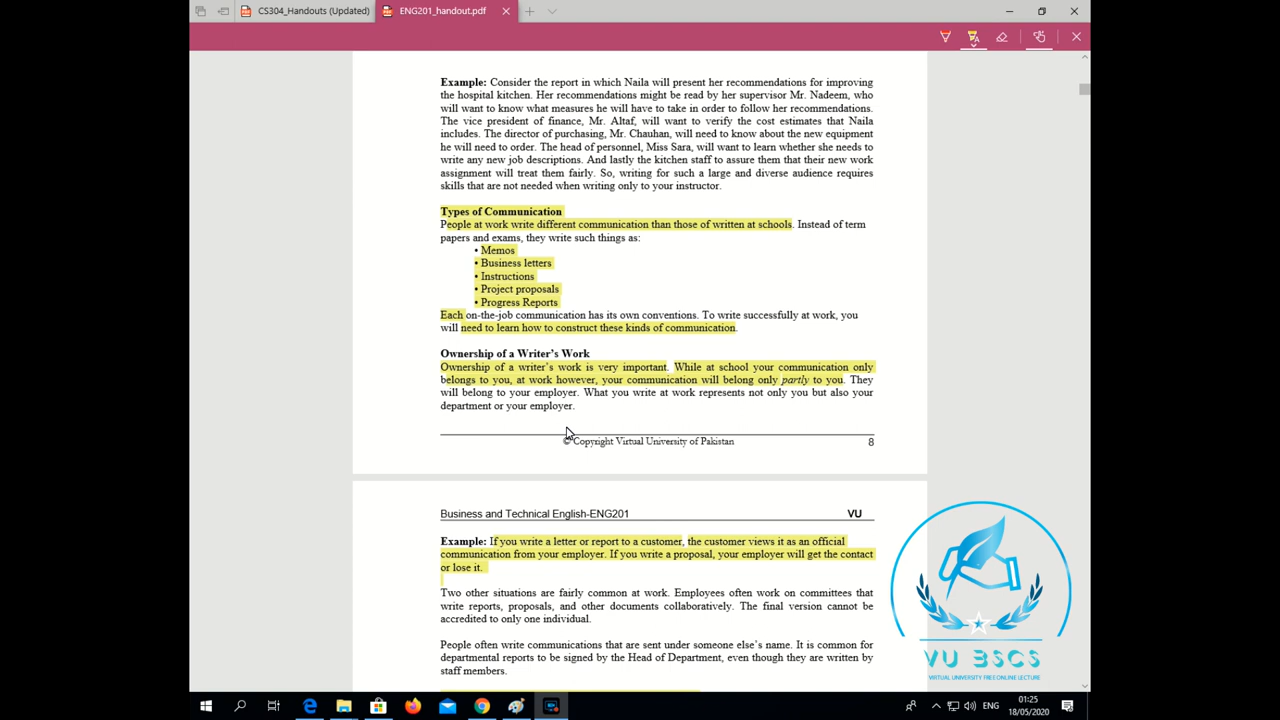 CS304_Handouts (Updated)
ENG201_handout.pdf
Example: Consider the report in which Naila will present her recommendations for improving
the hospital kitchen. Her recommendations might be read by her supervisor Mr. Nadeem, who
will want to know what measures he will have to take in order to follow her recommendations.
The vice president of finance, Mr. Altaf, will want to verify the cost estimates that Naila
includes. The director of purchasing, Mr. Chauhan, will need to know about the new equipment
he will need to order. The head of personnel, Miss Sara, will want to learn whether she needs to
write any new job descriptions. And lastly the kitchen staff to assure them that their new work
assignment will treat them fairly. So, writing for such a large and diverse audience requires
skills that are not needed when writing only to your instructor.
Types of Communication
People at work write different communication than those of written at schools. Instead of term
papers and exams, they write such things as:
• Memos
• Business letters
• Instructions
• Project proposals
• Progress Reports
Each on-the-job communication has its own conventions. To write successfully at work, you
will need to learn how to construct these kinds of communication.
Ownership of a Writer's Work
Ownership of a writer's work is very important. While at school your communication only
belongs to you, at work however, your communication will belong only partly to you. They
will belong to your employer. What you write at work represents not only you but also your
department or your employer.
© Copyright Virtual University of Pakistan 8
Business and Technical English-ENG201 VU
Example: If you write a letter or report to a customer, the customer views it as an official
communication from your employer. If you write a proposal, your employer will get the contact
or lose it.
Two other situations are fairly common at work. Employees often work on committees that
write reports, proposals, and other documents collaboratively. The final version cannot be
accredited to only one individual.
People often write communications that are sent under someone else`s name. It is common for
departmental reports to be signed by the Head of Department, even though they are written by
staff members.
VU BSCS
VIRTUAL UNIVERSITY FREE ONLINE LECTURE
ENG
01:25
18/05/2020